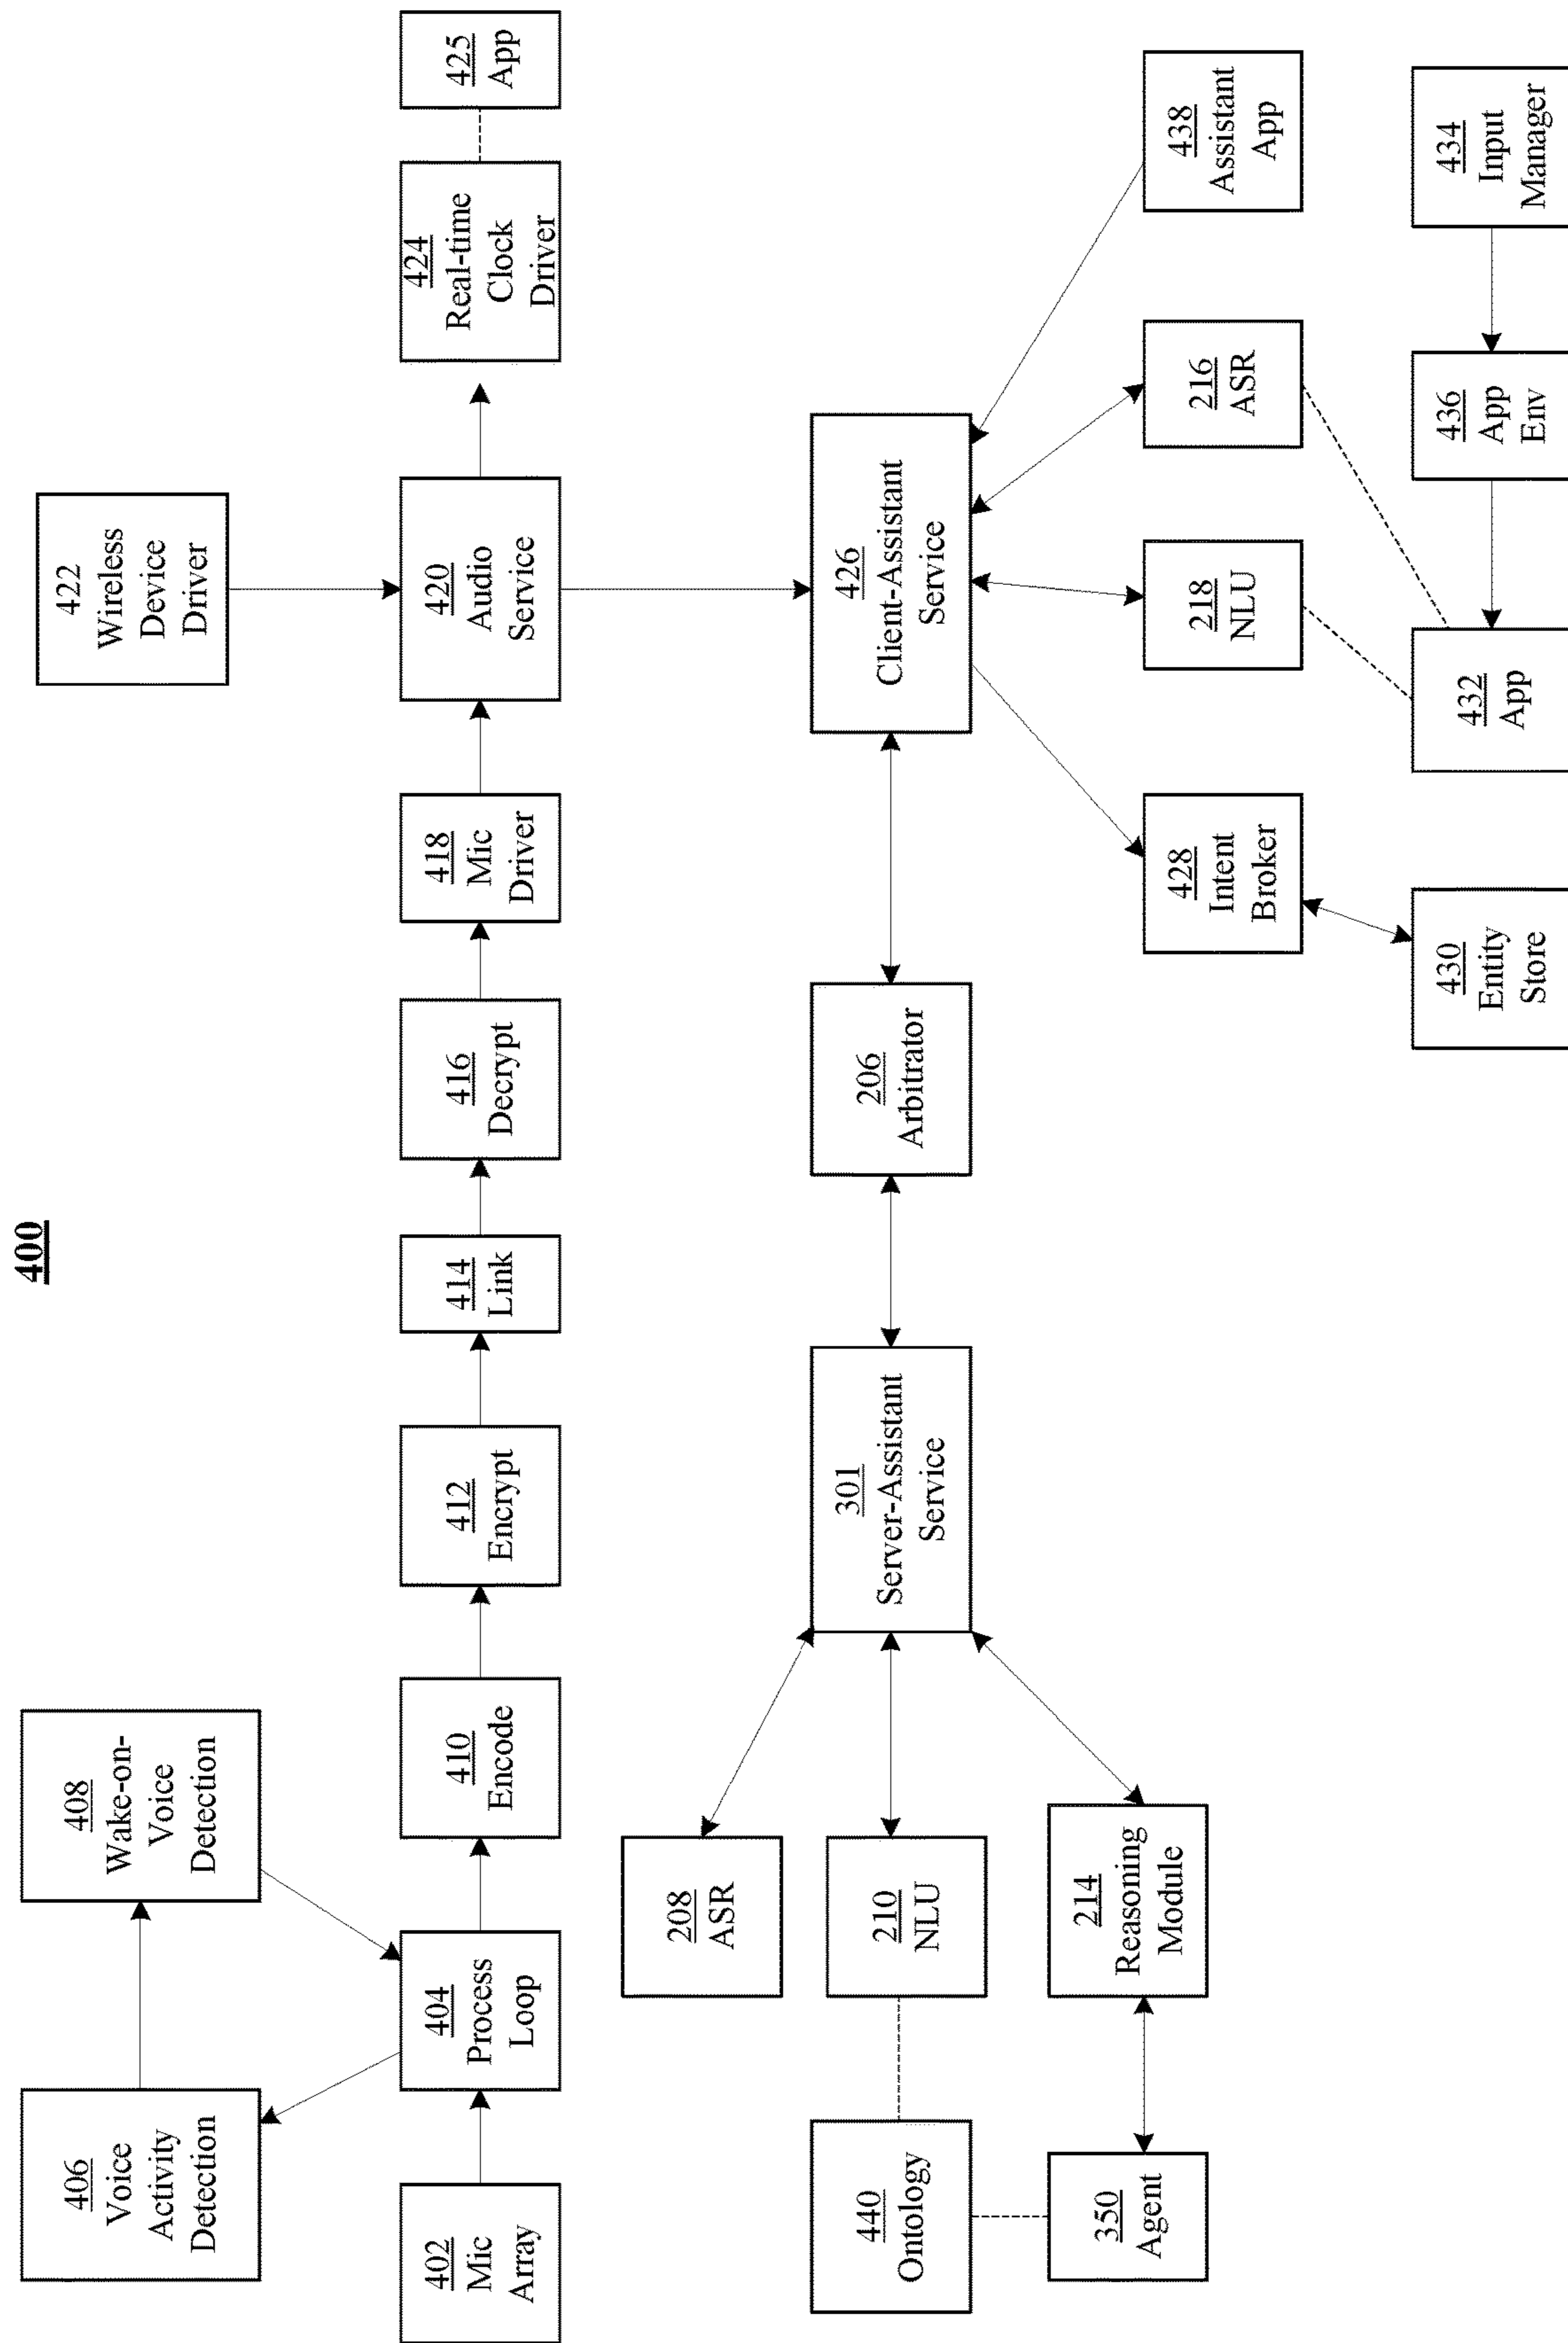 400
406
Voice
Activity
Detection
408
Wake-on-
Voice
Detection
422
Wireless
Device
Driver
402
Mic
Array
404
Process
Loop
410
Encode
412
Encrypt
414
Link
416
Decrypt
418
Mic
Driver
420
Audio
Service
424
Real-time
Clock
Driver
425
App
208
ASR
440
Ontology
210
NLU
301
Server-Assistant
Service
206
Arbitrator
426
Client-Assistant
Service
350
Agent
214
Reasoning
Module
428
Intent
Broker
218
NLU
216
ASR
438
Assistant
App
430
Entity
Store
432
App
436
App
Env
434
Input
Manager